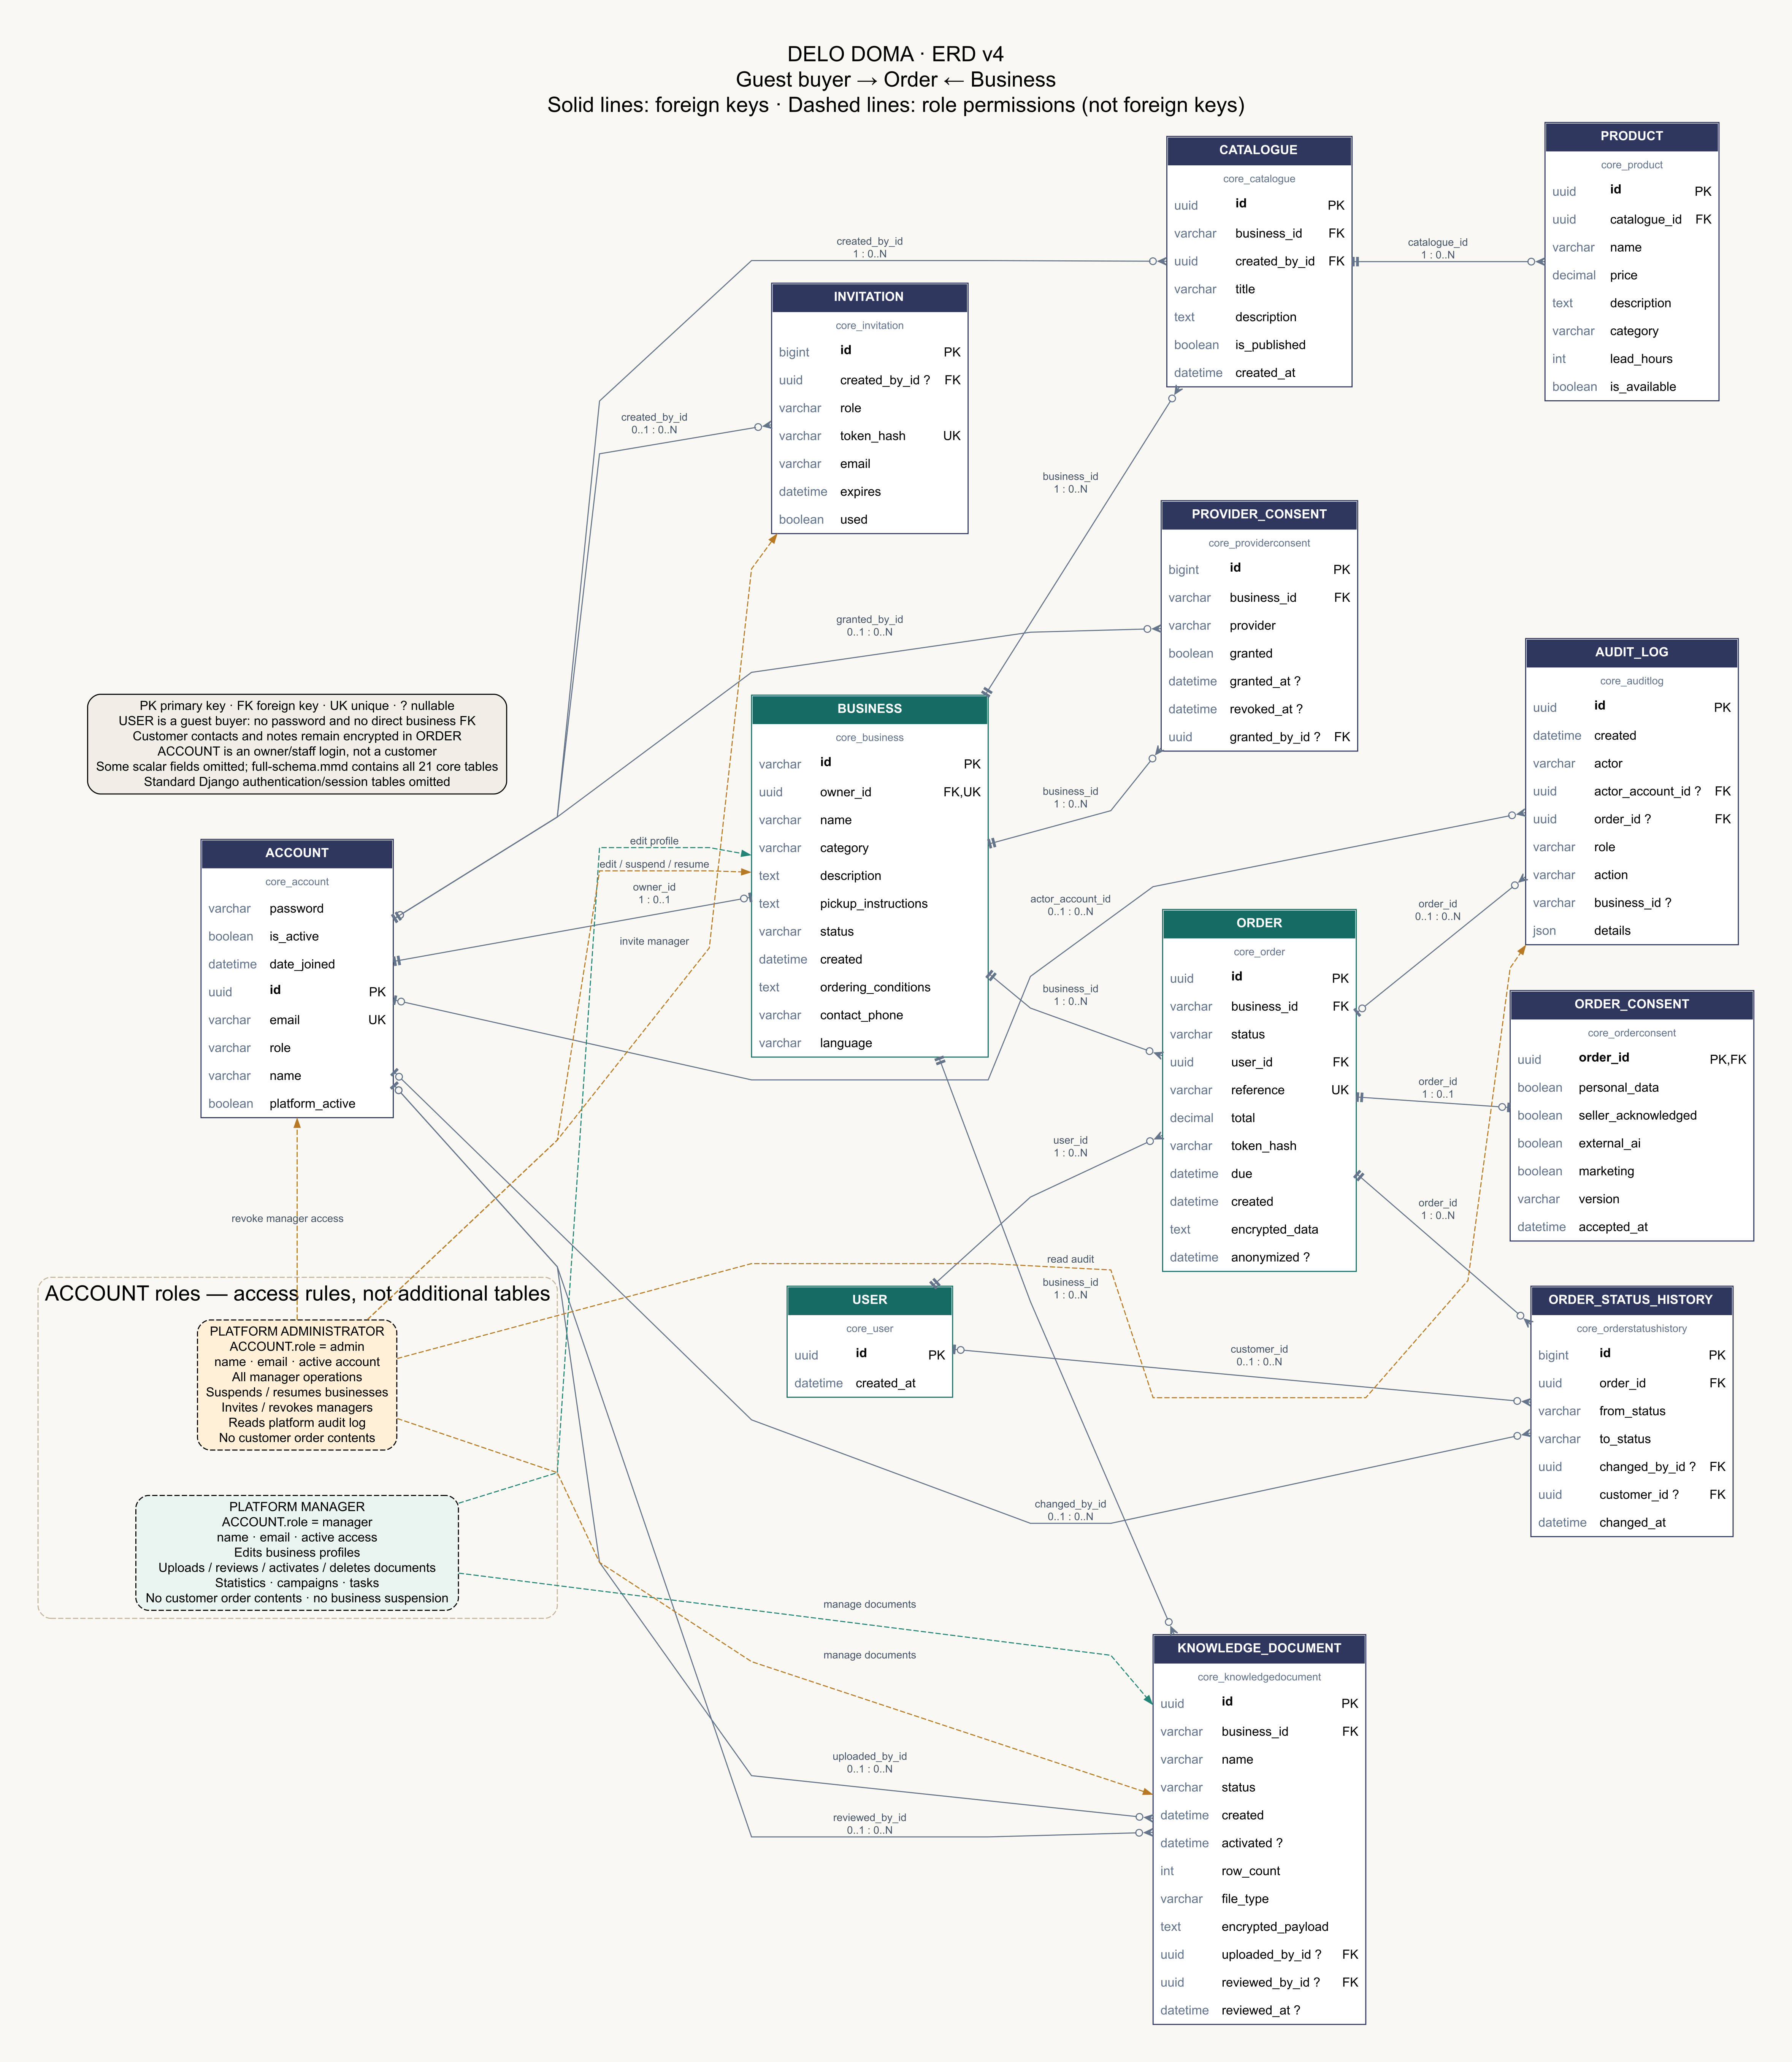 DELO DOMA · ERD v4
Guest buyer → Order ← Business
Solid lines: foreign keys · Dashed lines: role permissions (not foreign keys)
CATALOGUE
core_catalogue
uuid id PK
varchar business_id FK
uuid created_by_id FK
varchar title
text description
boolean is_published
datetime created_at
PRODUCT
core_product
uuid id PK
uuid catalogue_id FK
varchar name
decimal price
text description
varchar category
int lead_hours
boolean is_available
catalogue_id
1 : 0..N
created_by_id
1 : 0..N
INVITATION
core_invitation
bigint id PK
uuid created_by_id ? FK
varchar role
varchar token_hash UK
varchar email
datetime expires
boolean used
created_by_id
0..1 : 0..N
business_id
1 : 0..N
PROVIDER_CONSENT
core_providerconsent
bigint id PK
varchar business_id FK
varchar provider
boolean granted
datetime granted_at ?
datetime revoked_at ?
uuid granted_by_id ? FK
granted_by_id
0..1 : 0..N
PK primary key · FK foreign key · UK unique · ? nullable
USER is a guest buyer: no password and no direct business FK
Customer contacts and notes remain encrypted in ORDER
ACCOUNT is an owner/staff login, not a customer
Some scalar fields omitted; full-schema.mmd contains all 21 core tables
Standard Django authentication/session tables omitted
BUSINESS
core_business
varchar id PK
uuid owner_id FK,UK
varchar name
varchar category
text description
text pickup_instructions
varchar status
datetime created
text ordering_conditions
varchar contact_phone
varchar language
business_id
1 : 0..N
AUDIT_LOG
core_auditlog
uuid id PK
datetime created
varchar actor
uuid actor_account_id ? FK
uuid order_id ? FK
varchar role
varchar action
varchar business_id ?
json details
ACCOUNT
core_account
varchar password
boolean is_active
datetime date_joined
uuid id PK
varchar email UK
varchar role
varchar name
boolean platform_active
edit profile
edit / suspend / resume
owner_id
1 : 0..1
invite manager
actor_account_id
0..1 : 0..N
order_id
0..1 : 0..N
business_id
1 : 0..N
ORDER
core_order
uuid id PK
varchar business_id FK
varchar status
uuid user_id FK
varchar reference UK
decimal total
varchar token_hash
datetime due
datetime created
text encrypted_data
datetime anonymized ?
ORDER_CONSENT
core_orderconsent
uuid order_id PK,FK
boolean personal_data
boolean seller_acknowledged
boolean external_ai
boolean marketing
varchar version
datetime accepted_at
order_id
1 : 0..1
user_id
1 : 0..N
order_id
1 : 0..N
revoke manager access
read audit
business_id
1 : 0..N
USER
core_user
uuid id PK
datetime created_at
ORDER_STATUS_HISTORY
core_orderstatushistory
bigint id PK
uuid order_id FK
varchar from_status
varchar to_status
uuid changed_by_id ? FK
uuid customer_id ? FK
datetime changed_at
customer_id
0..1 : 0..N
ACCOUNT roles — access rules, not additional tables
PLATFORM ADMINISTRATOR
ACCOUNT.role = admin
name · email · active account
All manager operations
Suspends / resumes businesses
Invites / revokes managers
Reads platform audit log
No customer order contents
PLATFORM MANAGER
ACCOUNT.role = manager
name · email · active access
Edits business profiles
Uploads / reviews / activates / deletes documents
Statistics · campaigns · tasks
No customer order contents · no business suspension
changed_by_id
0..1 : 0..N
manage documents
manage documents
KNOWLEDGE_DOCUMENT
core_knowledgedocument
uuid id PK
varchar business_id FK
varchar name
varchar status
datetime created
datetime activated ?
int row_count
varchar file_type
text encrypted_payload
uuid uploaded_by_id ? FK
uuid reviewed_by_id ? FK
datetime reviewed_at ?
uploaded_by_id
0..1 : 0..N
reviewed_by_id
0..1 : 0..N